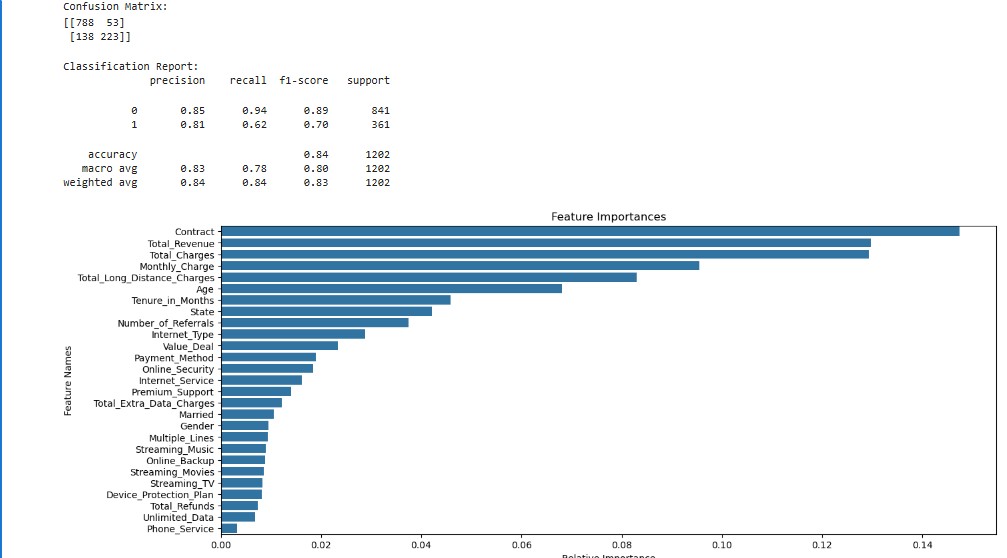 Confusion Matrix:
[[788  53]
 [138 223]]
Classification Report:
precision    recall  f1-score   support
0       0.85      0.94      0.89       841
1       0.81      0.62      0.70       361
accuracy                           0.84      1202
macro avg       0.83      0.78      0.80      1202
weighted avg       0.84      0.84      0.83      1202
Feature Importances
Feature Names
Contract
Total_Revenue
Total_Charges
Monthly_Charge
Total_Long_Distance_Charges
Age
Tenure_in_Months
State
Number_of_Referrals
Internet_Type
Value_Deal
Payment_Method
Online_Security
Internet_Service
Premium_Support
Total_Extra_Data_Charges
Married
Gender
Multiple_Lines
Streaming_Music
Online_Backup
Streaming_Movies
Streaming_TV
Device_Protection_Plan
Total_Refunds
Unlimited_Data
Phone_Service
0.00 0.02 0.04 0.06 0.08 0.10 0.12 0.14
Relative Importance